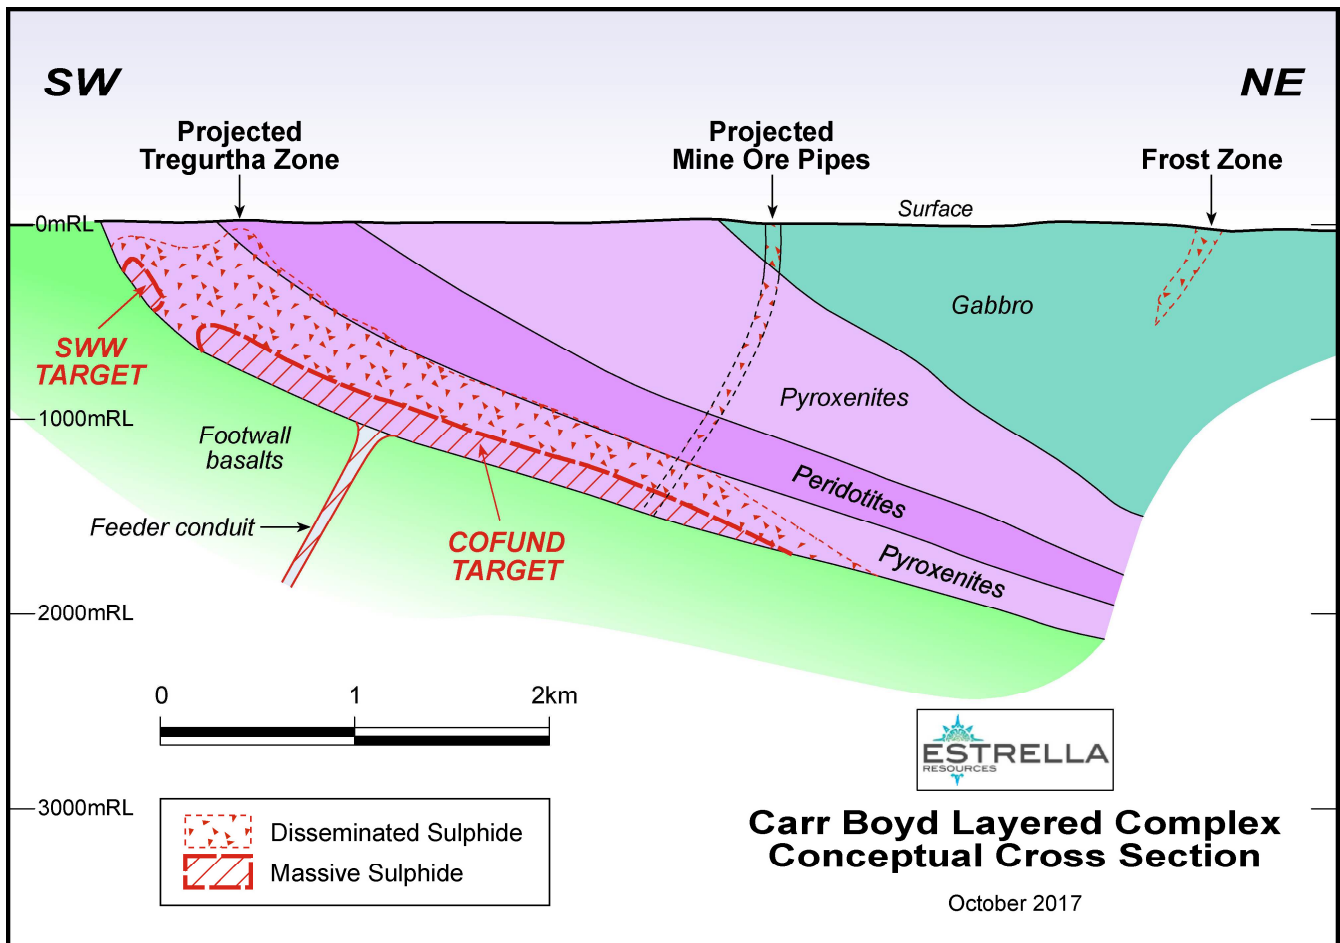 SW
NE
Projected
Tregurtha Zone
Projected
Mine Ore Pipes
Frost Zone
Surface
0mRL
Gabbro
SWW
TARGET
Pyroxenites
1000mRL
Footwall
basalts
Peridotites
Feeder conduit
COFUND
TARGET
Pyroxenites
2000mRL
0
1
2km
ESTRELLA
RESOURCES
3000mRL
Disseminated Sulphide
Massive Sulphide
Carr Boyd Layered Complex
Conceptual Cross Section
October 2017